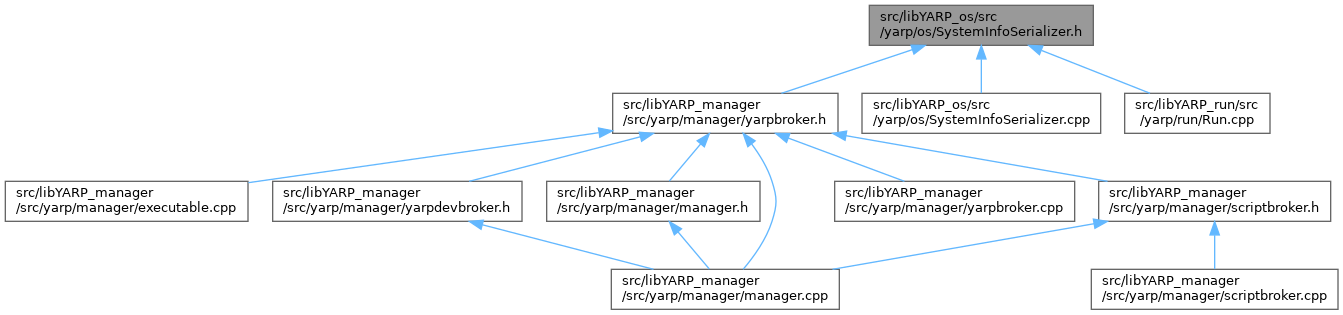 src/libYARP_os/src
/yarp/os/SystemInfoSerializer.h
src/libYARP_manager
/src/yarp/manager/yarpbroker.h
src/libYARP_os/src
/yarp/os/SystemInfoSerializer.cpp
src/libYARP_run/src
/yarp/run/Run.cpp
src/libYARP_manager
/src/yarp/manager/executable.cpp
src/libYARP_manager
/src/yarp/manager/yarpdevbroker.h
src/libYARP_manager
/src/yarp/manager/manager.h
src/libYARP_manager
/src/yarp/manager/yarpbroker.cpp
src/libYARP_manager
/src/yarp/manager/scriptbroker.h
src/libYARP_manager
/src/yarp/manager/manager.cpp
src/libYARP_manager
/src/yarp/manager/scriptbroker.cpp